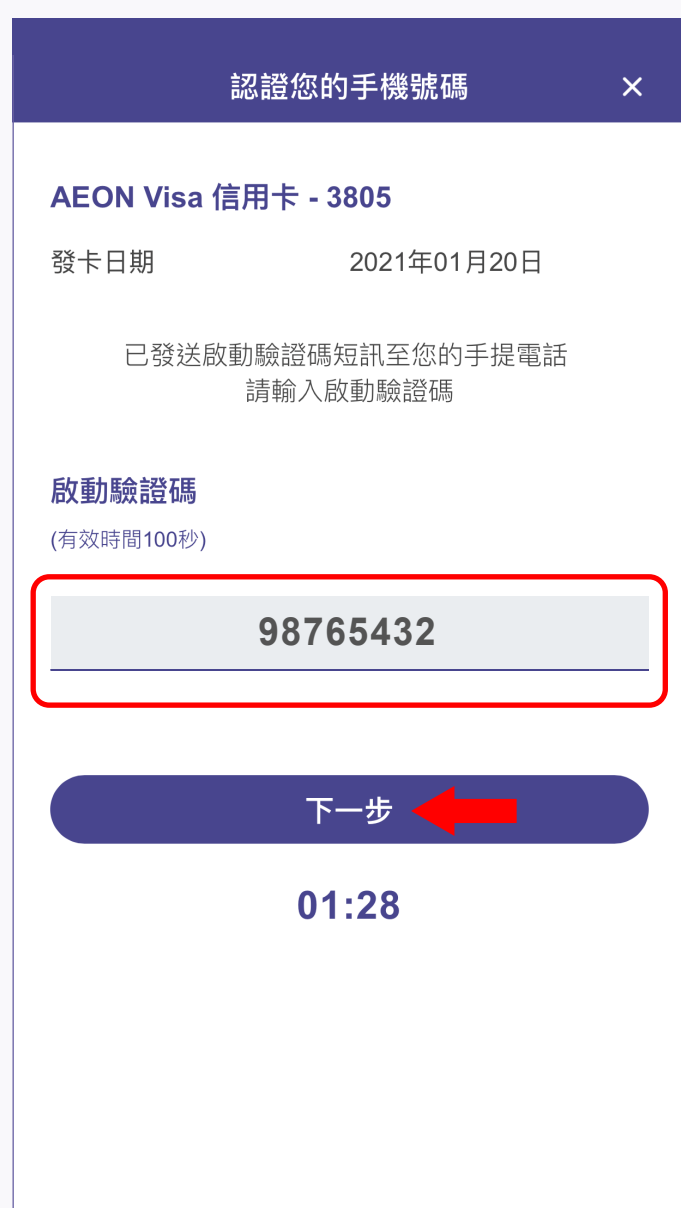 認證您的手機號碼 ×
AEON Visa 信用卡 - 3805
發卡日期 2021年01月20日
已發送啟動驗證碼短訊至您的手提電話
請輸入啟動驗證碼
啟動驗證碼
(有效時間100秒)
98765432
下一步
01:28